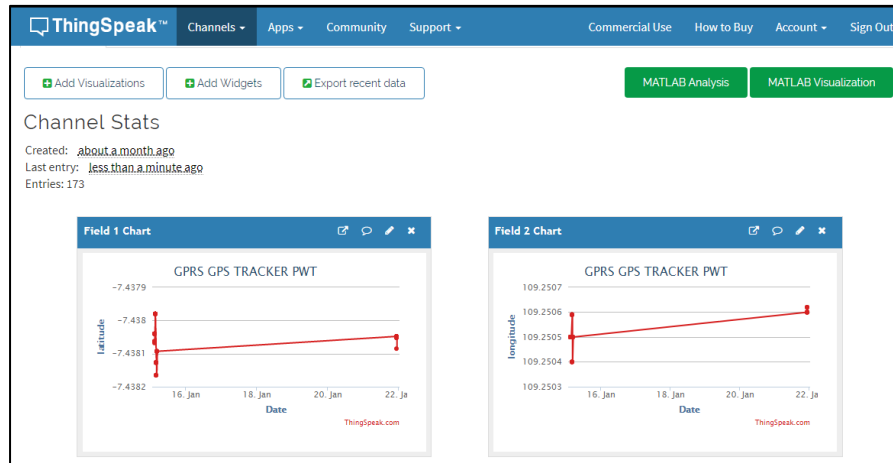 ThingSpeak™ Channels Apps Community Support Commercial Use How to Buy Account Sign Out
Add Visualizations Add Widgets Export recent data MATLAB Analysis MATLAB Visualization
Channel Stats
Created: about a month ago
Last entry: less than a minute ago
Entries: 173
Field 1 Chart
GPRS GPS TRACKER PWT
latitude
-7.4379
-7.438
-7.4381
-7.4382
16. Jan 18. Jan 20. Jan 22. Ja
Date
ThingSpeak.com
Field 2 Chart
GPRS GPS TRACKER PWT
longitude
109.2507
109.2506
109.2505
109.2504
109.2503
16. Jan 18. Jan 20. Jan 22. Ja
Date
ThingSpeak.com